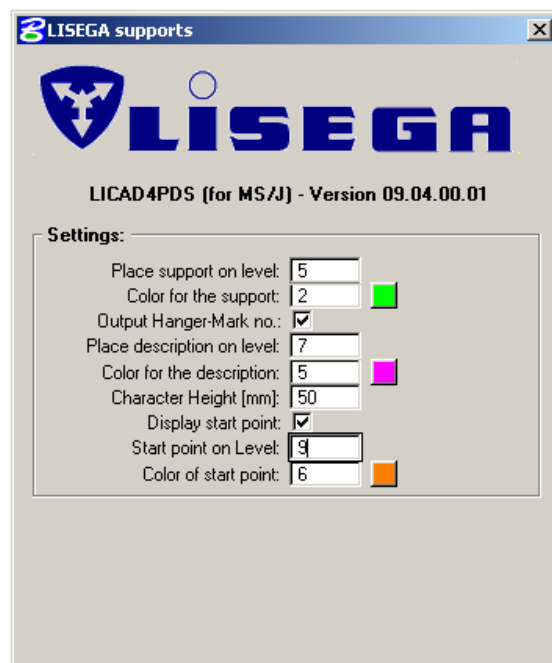 LISEGA supports
LISEGA
LICAD4PDS (for MS/J) - Version 09.04.00.01
Settings:
Place support on level: 5
Color for the support: 2
Output Hanger-Mark no.:
Place description on level: 7
Color for the description: 5
Character Height [mm]: 50
Display start point:
Start point on Level: 9
Color of start point: 6